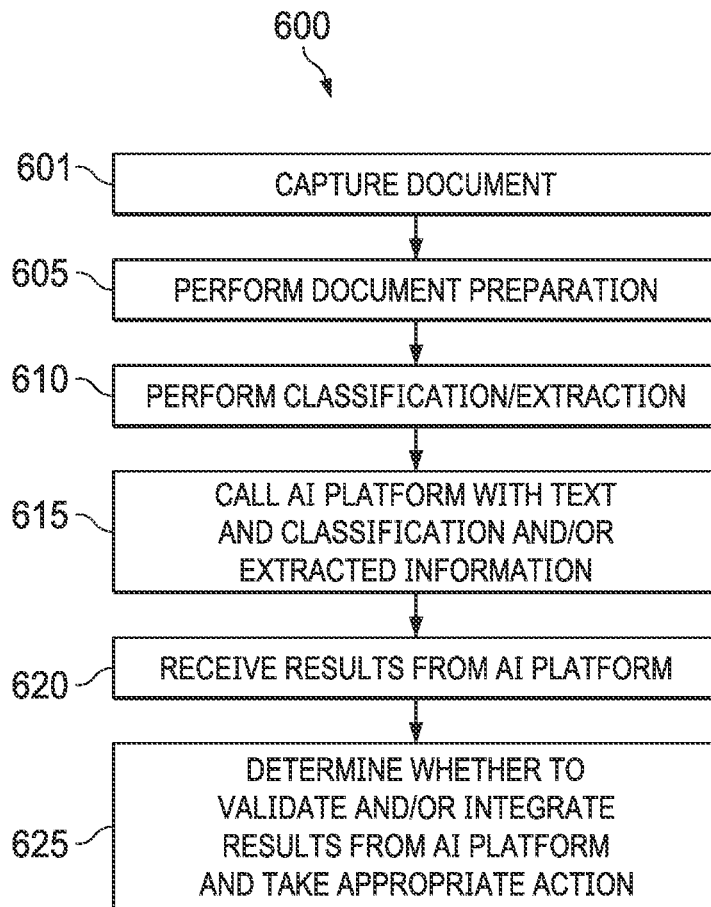 600
601
CAPTURE DOCUMENT
605
PERFORM DOCUMENT PREPARATION
610
PERFORM CLASSIFICATION/EXTRACTION
615
CALL AI PLATFORM WITH TEXT
AND CLASSIFICATION AND/OR
EXTRACTED INFORMATION
620
RECEIVE RESULTS FROM AI PLATFORM
625
DETERMINE WHETHER TO
VALIDATE AND/OR INTEGRATE
RESULTS FROM AI PLATFORM
AND TAKE APPROPRIATE ACTION